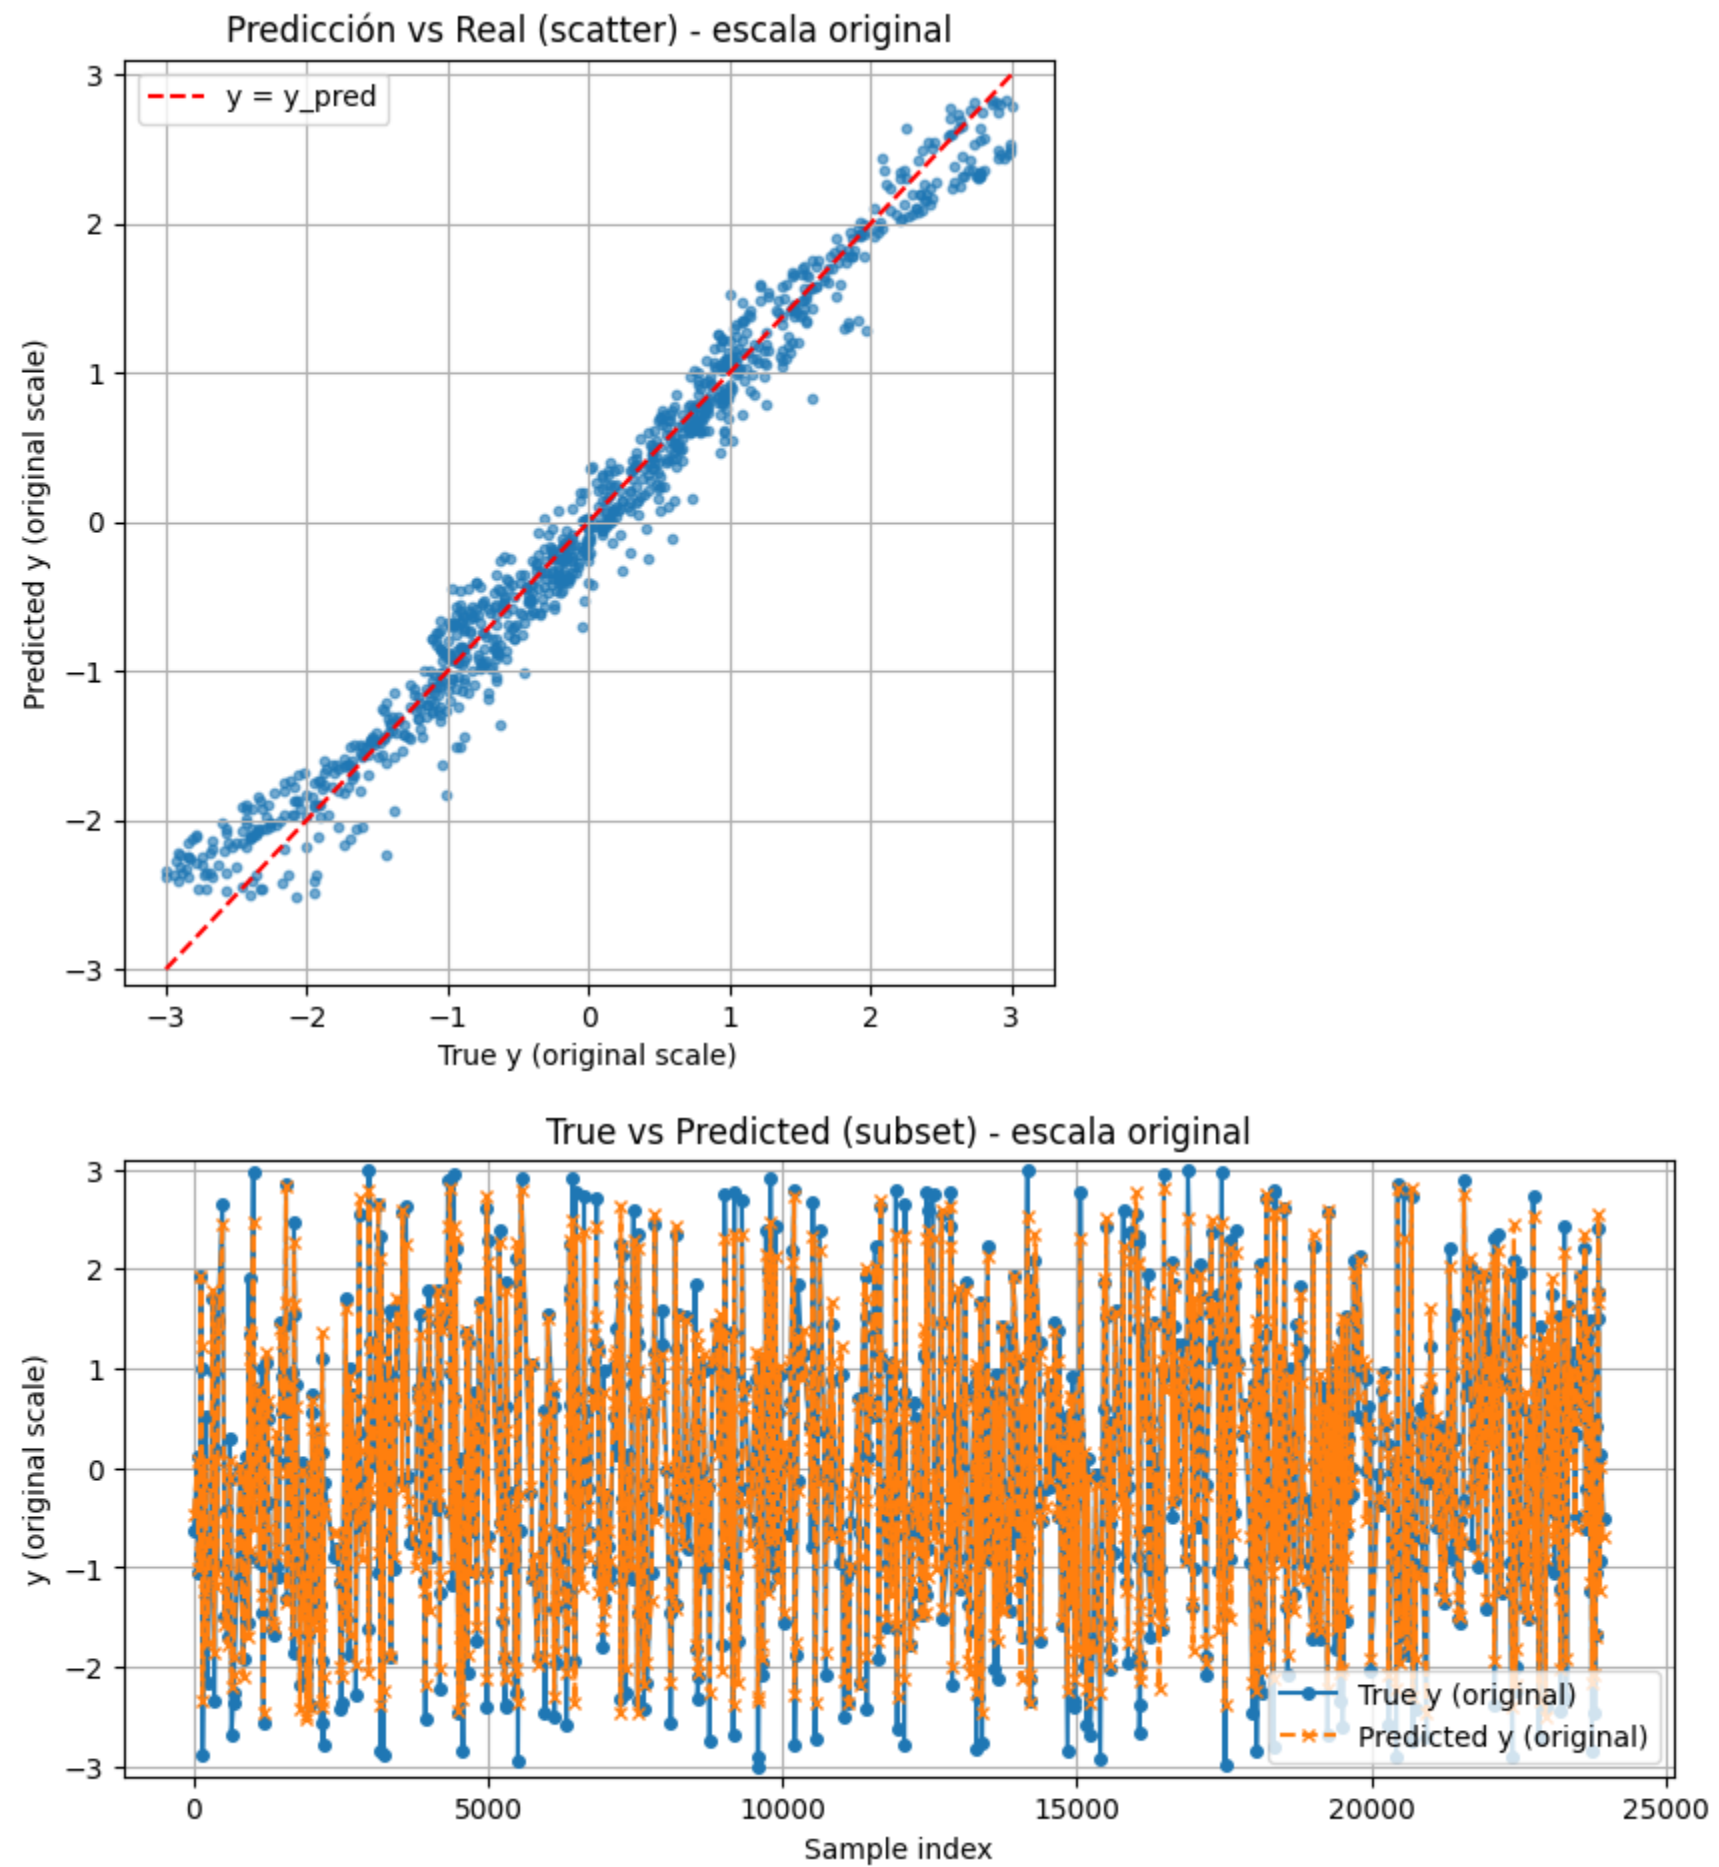 Predicción vs Real (scatter) - escala original
y = y_pred
3
2
1
0
−1
−2
−3
Predicted y (original scale)
−3 −2 −1 0 1 2 3
True y (original scale)
True vs Predicted (subset) - escala original
3
2
1
0
−1
−2
−3
y (original scale)
True y (original)
Predicted y (original)
0 5000 10000 15000 20000 25000
Sample index